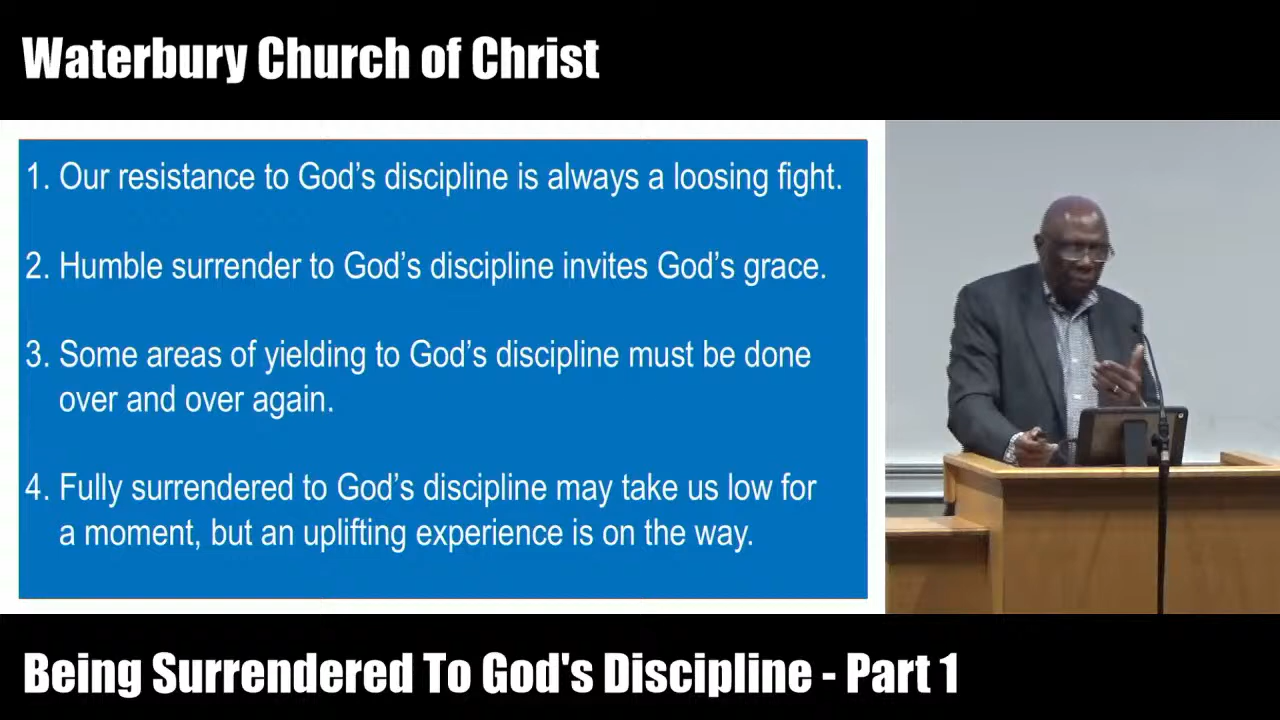 Waterbury Church of Christ
1. Our resistance to God’s discipline is always a loosing fight.
2. Humble surrender to God’s discipline invites God’s grace.
3. Some areas of yielding to God’s discipline must be done
over and over again.
4. Fully surrendered to God’s discipline may take us low for
a moment, but an uplifting experience is on the way.
Being Surrendered To God's Discipline - Part 1